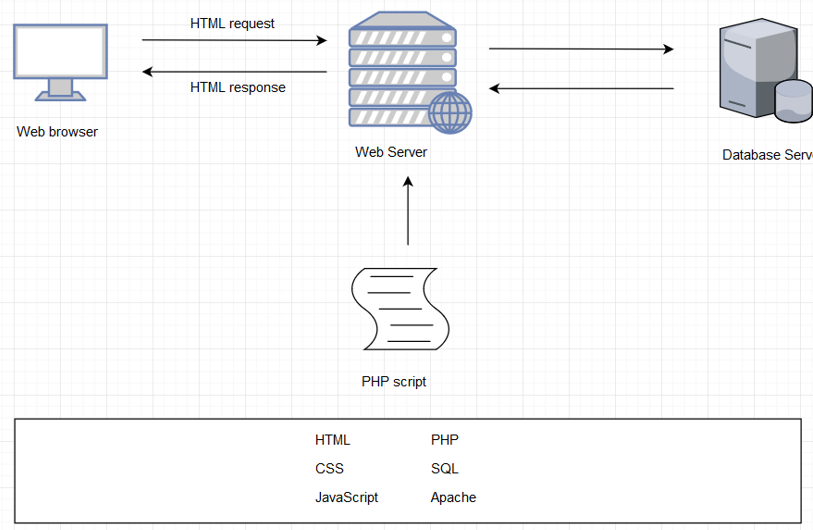 HTML request
HTML response
Web browser
Web Server
Database Serv
PHP script
HTML PHP
CSS SQL
JavaScript Apache